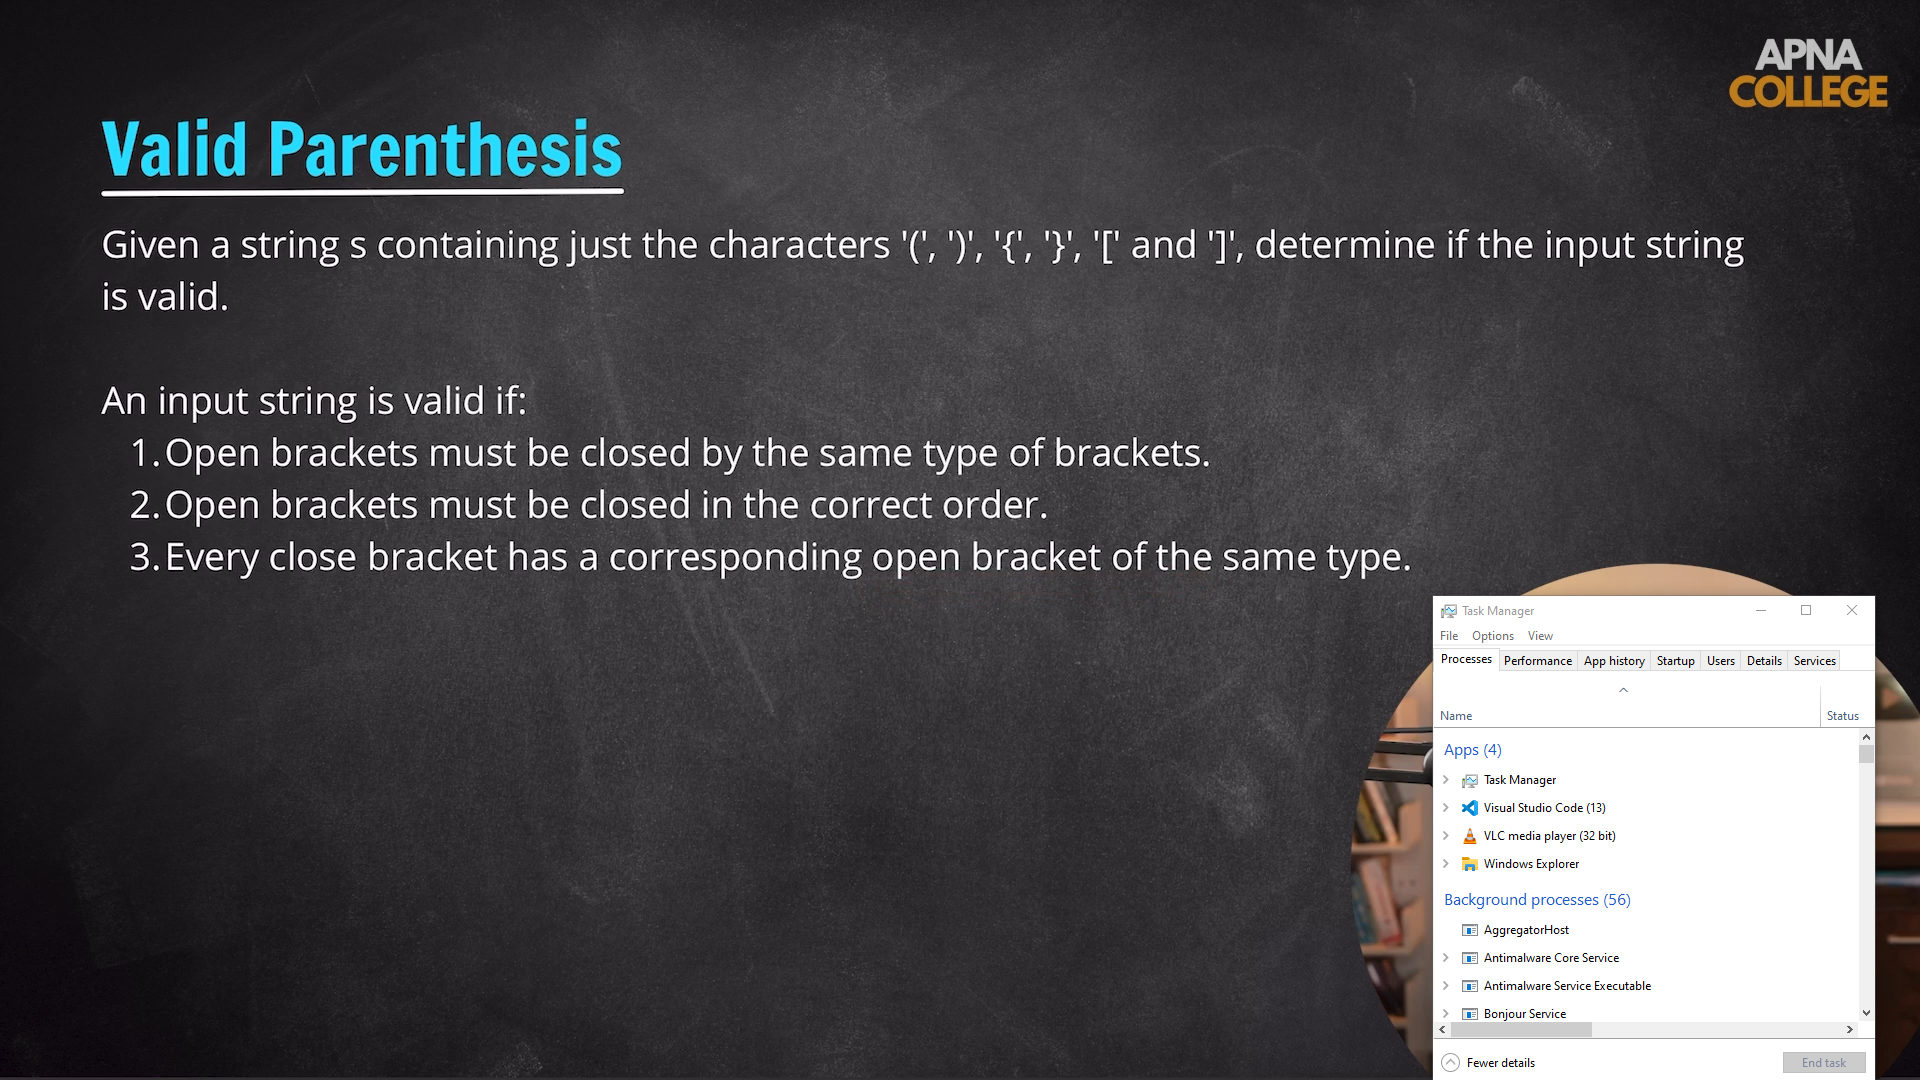 APNA
COLLEGE
Valid Parenthesis
Given a string s containing just the characters '(', ')', '{', '}', '[' and ']', determine if the input string
is valid.
An input string is valid if:
1. Open brackets must be closed by the same type of brackets.
2. Open brackets must be closed in the correct order.
3. Every close bracket has a corresponding open bracket of the same type.
Task Manager
File Options View
Processes Performance App history Startup Users Details Services
Name Status
Apps (4)
Task Manager
Visual Studio Code (13)
VLC media player (32 bit)
Windows Explorer
Background processes (56)
AggregatorHost
Antimalware Core Service
Antimalware Service Executable
Bonjour Service
Fewer details End task